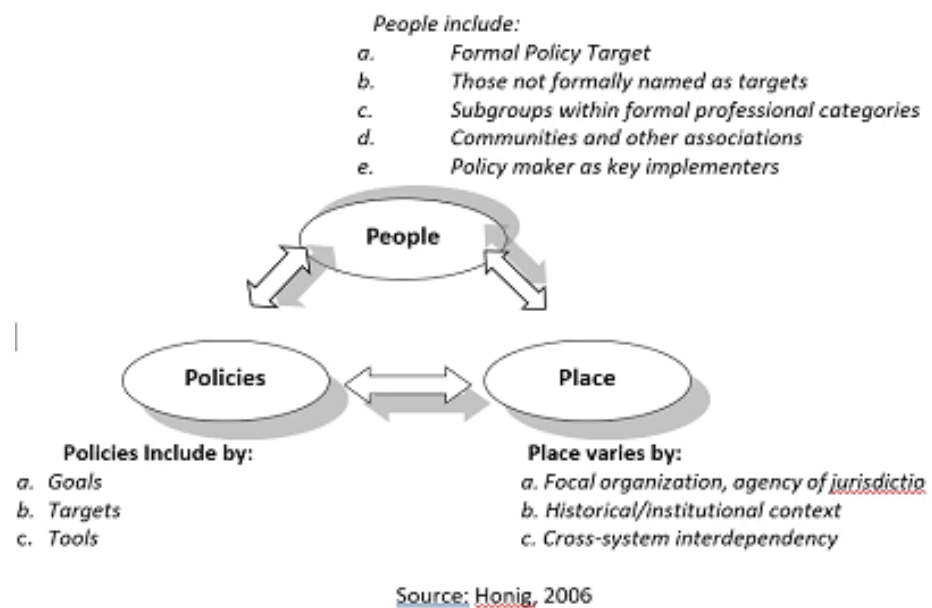 People include:
a. Formal Policy Target
b. Those not formally named as targets
c. Subgroups within formal professional categories
d. Communities and other associations
e. Policy maker as key implementers
People
Policies
Place
Policies Include by:
a. Goals
b. Targets
c. Tools
Place varies by:
a. Focal organization, agency of jurisdictio
b. Historical/institutional context
c. Cross-system interdependency
Source: Honig, 2006